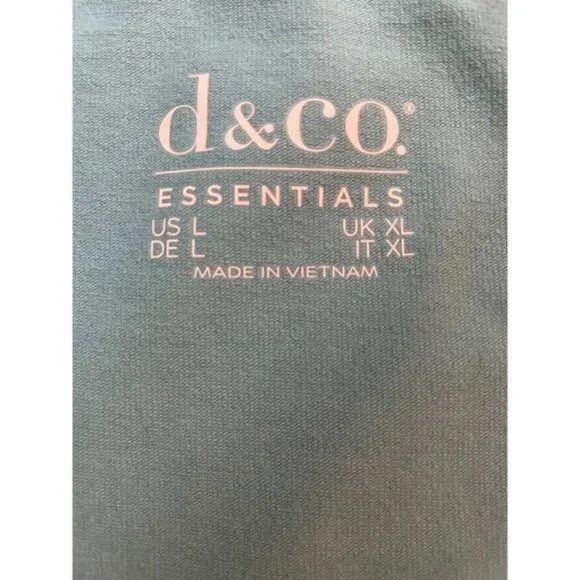 d&co.®
ESSENTIALS
US L UK XL
DE L IT XL
MADE IN VIETNAM